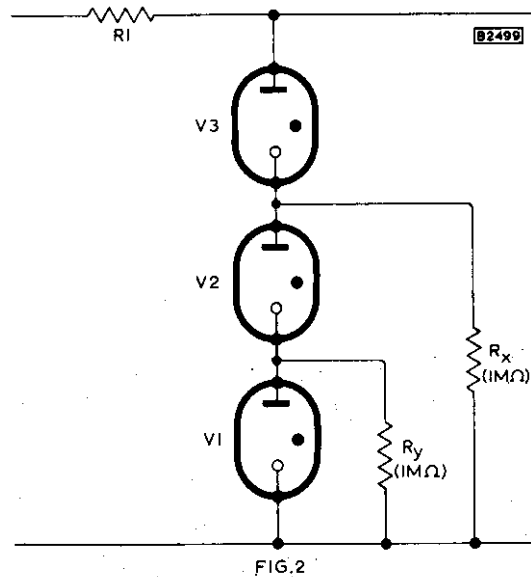 R1
B2499
V3
V2
Rx
(1MΩ)
V1
Ry
(1MΩ)
FIG.2